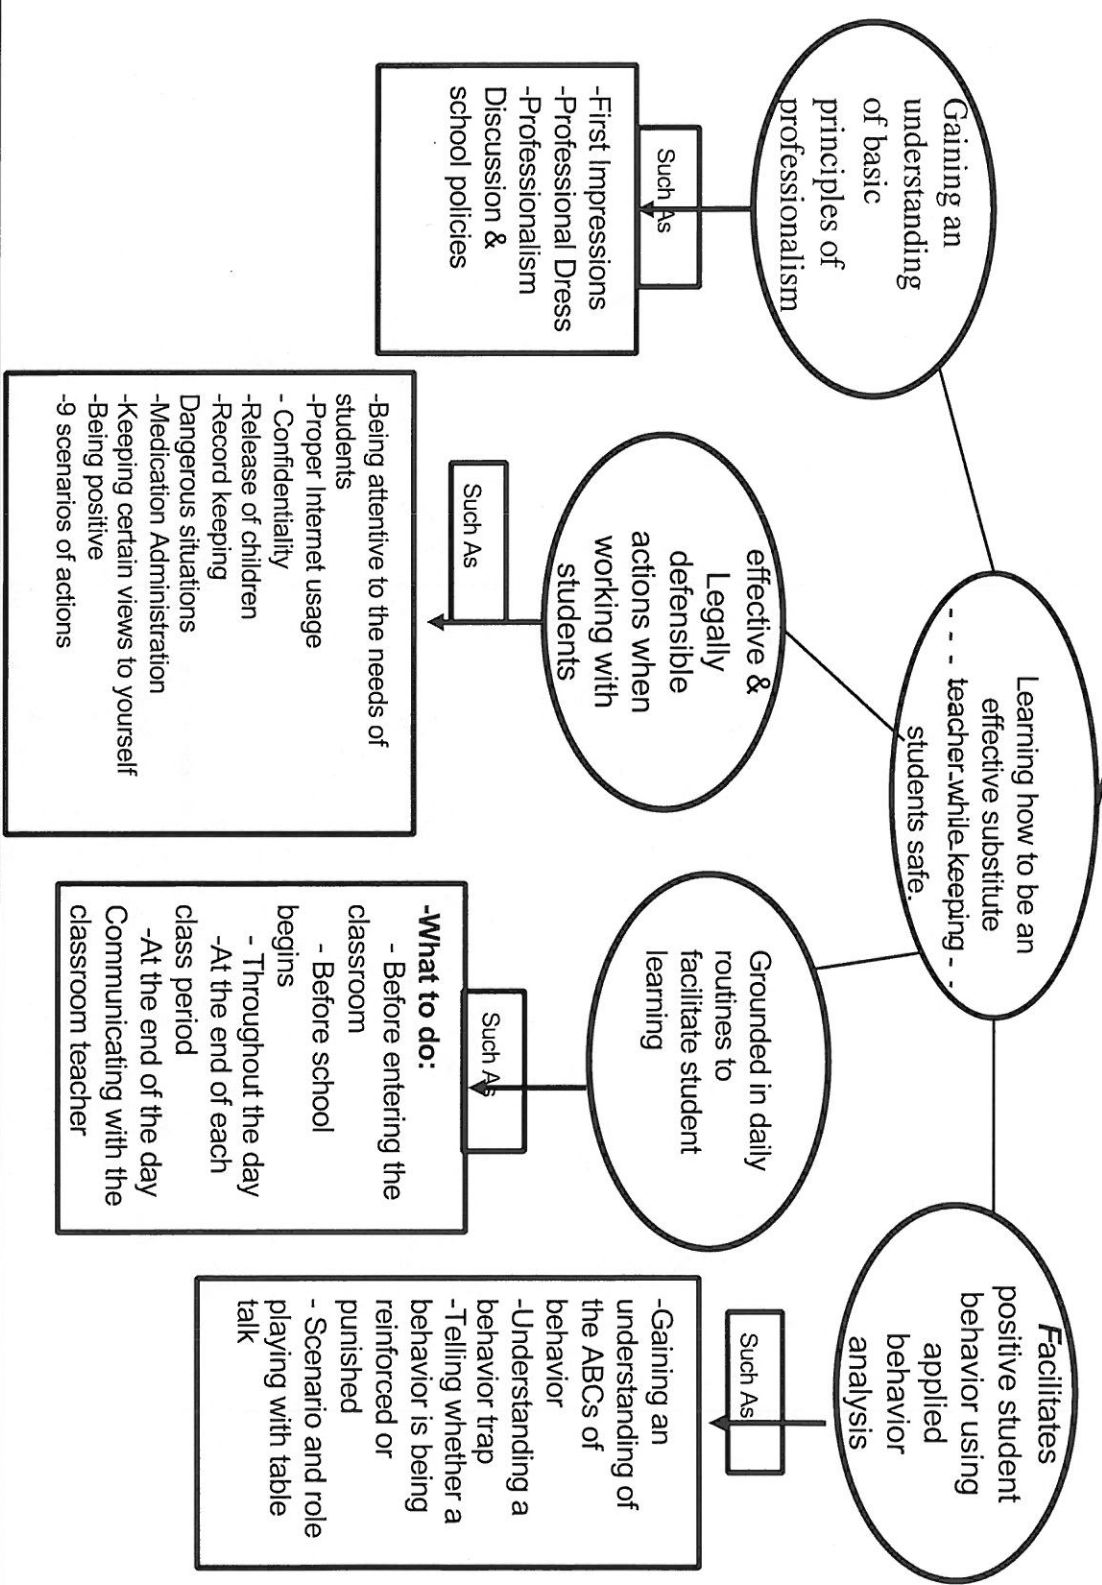 Learning how to be an
effective substitute
- - - teacher while keeping - -
students safe.
Gaining an
understanding
of basic
principles of
professionalism
Such As
-First Impressions
-Professional Dress
-Professionalism
Discussion &
school policies
effective &
Legally
defensible
actions when
working with
students
Such As
-Being attentive to the needs of
students
-Proper Internet usage
- Confidentiality
-Release of children
-Record keeping
Dangerous situations
-Medication Administration
-Keeping certain views to yourself
-Being positive
-9 scenarios of actions
Grounded in daily
routines to
facilitate student
learning
Such As
-What to do:
- Before entering the
classroom
- Before school
begins
- Throughout the day
-At the end of each
class period
-At the end of the day
Communicating with the
classroom teacher
Facilitates
positive student
behavior using
applied
behavior
analysis
Such As
-Gaining an
understanding of
the ABCs of
behavior
-Understanding a
behavior trap
-Telling whether a
behavior is being
reinforced or
punished
- Scenario and role
playing with table
talk